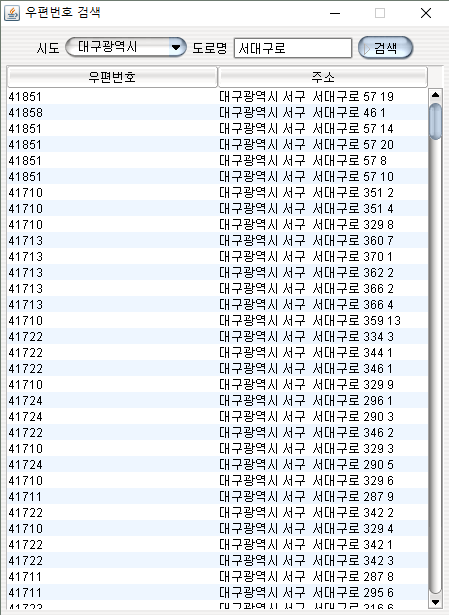 우편번호 검색
시도 대구광역시 도로명 서대구로 검색
우편번호 주소
41851 대구광역시 서구 서대구로 57 19
41858 대구광역시 서구 서대구로 46 1
41851 대구광역시 서구 서대구로 57 14
41851 대구광역시 서구 서대구로 57 20
41851 대구광역시 서구 서대구로 57 8
41851 대구광역시 서구 서대구로 57 10
41710 대구광역시 서구 서대구로 351 2
41710 대구광역시 서구 서대구로 351 4
41710 대구광역시 서구 서대구로 329 8
41713 대구광역시 서구 서대구로 360 7
41713 대구광역시 서구 서대구로 370 1
41713 대구광역시 서구 서대구로 362 2
41713 대구광역시 서구 서대구로 366 2
41713 대구광역시 서구 서대구로 366 4
41710 대구광역시 서구 서대구로 359 13
41722 대구광역시 서구 서대구로 334 3
41722 대구광역시 서구 서대구로 344 1
41722 대구광역시 서구 서대구로 346 1
41710 대구광역시 서구 서대구로 329 9
41724 대구광역시 서구 서대구로 296 1
41724 대구광역시 서구 서대구로 290 3
41722 대구광역시 서구 서대구로 346 2
41710 대구광역시 서구 서대구로 329 3
41724 대구광역시 서구 서대구로 290 5
41710 대구광역시 서구 서대구로 329 6
41711 대구광역시 서구 서대구로 287 9
41722 대구광역시 서구 서대구로 342 2
41710 대구광역시 서구 서대구로 329 4
41722 대구광역시 서구 서대구로 342 1
41722 대구광역시 서구 서대구로 342 3
41711 대구광역시 서구 서대구로 287 8
41711 대구광역시 서구 서대구로 295 6
41723 대구광역시 서구 서대구로 316 6